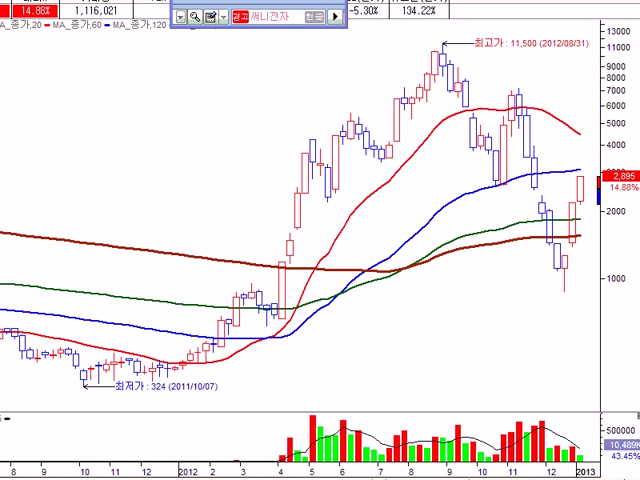 14.88% 1,116,021 -5.30% 134.22%
경고 써니전자
MA_종가,20 MA_종가,60 MA_종가,120
최고가 : 11,500 (2012/08/31)
13000
11000
10000
9000
8000
7000
6000
5000
4000
2,895
14.88%
2000
1000
최저가 : 324 (2011/10/07)
500000
10,489K
43.45%
8 9 10 11 12 2012 2 3 4 5 6 7 8 9 10 11 12 2013